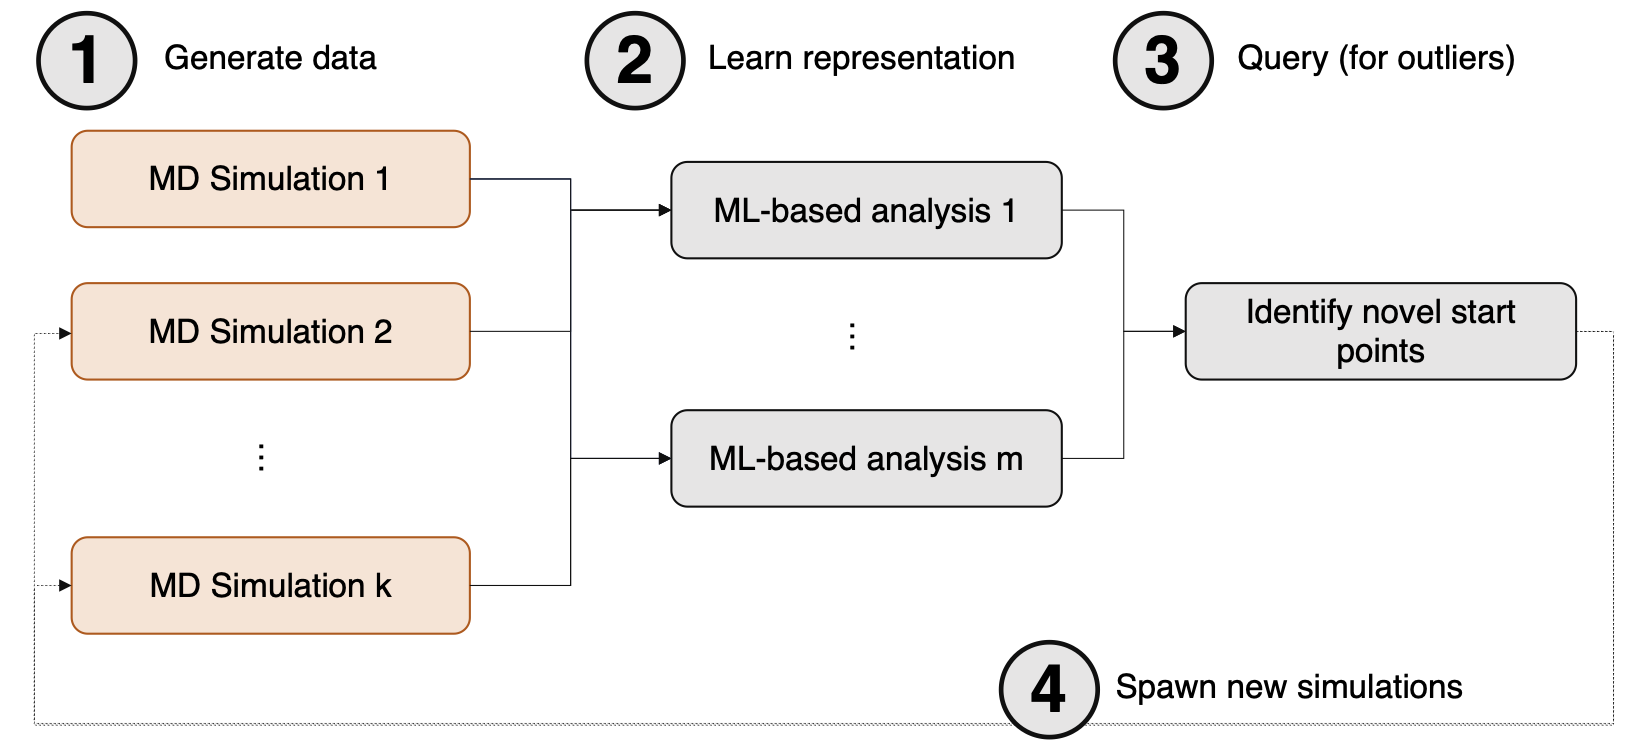 1
Generate data
2
Learn representation
3
Query (for outliers)
MD Simulation 1
MD Simulation 2
⋮
MD Simulation k
ML-based analysis 1
⋮
ML-based analysis m
Identify novel start
points
4
Spawn new simulations